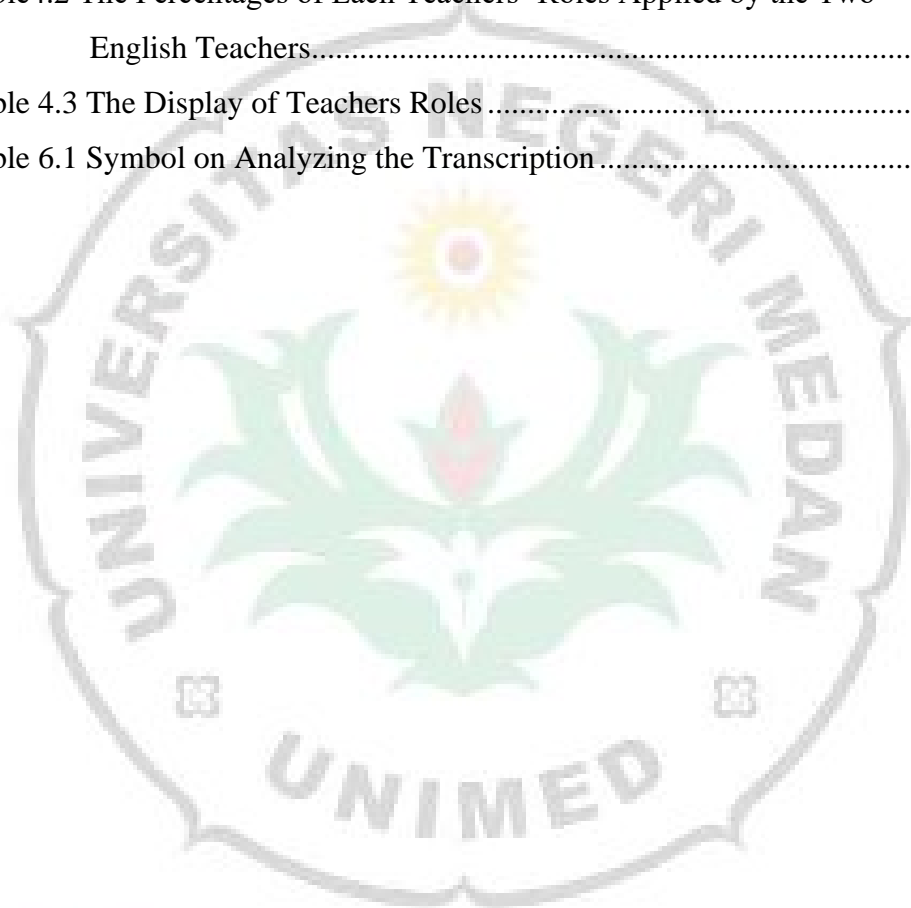 ble 4.2 The Percentages of Each Teachers' Roles Applied by the Two
English Teachers
ble 4.3 The Display of Teachers Roles
ble 6.1 Symbol on Analyzing the Transcription
UNIVERSITAS NEGERI MEDAN
UNIMED